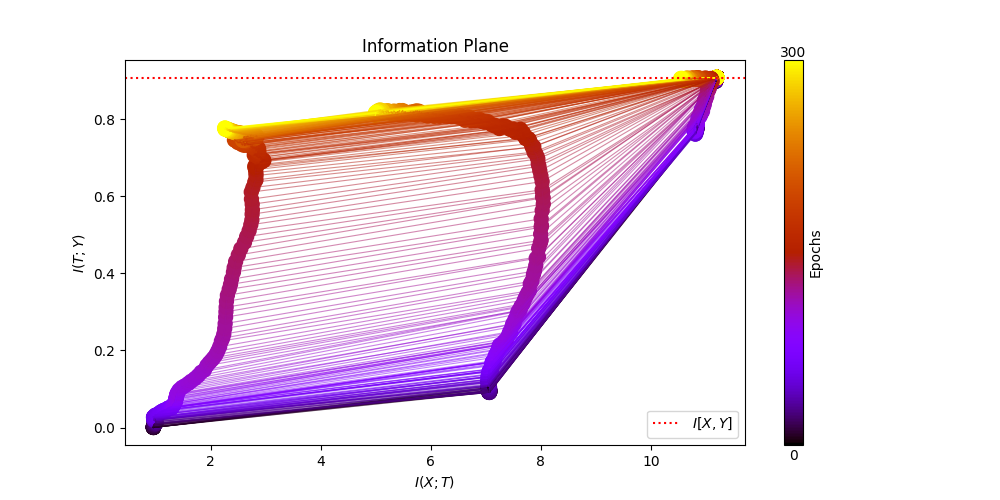 Information Plane
300
0.8
0.6
0.4
0.2
0.0
I(T; Y)
2
4
6
8
10
I(X; T)
I[X, Y]
Epochs
0